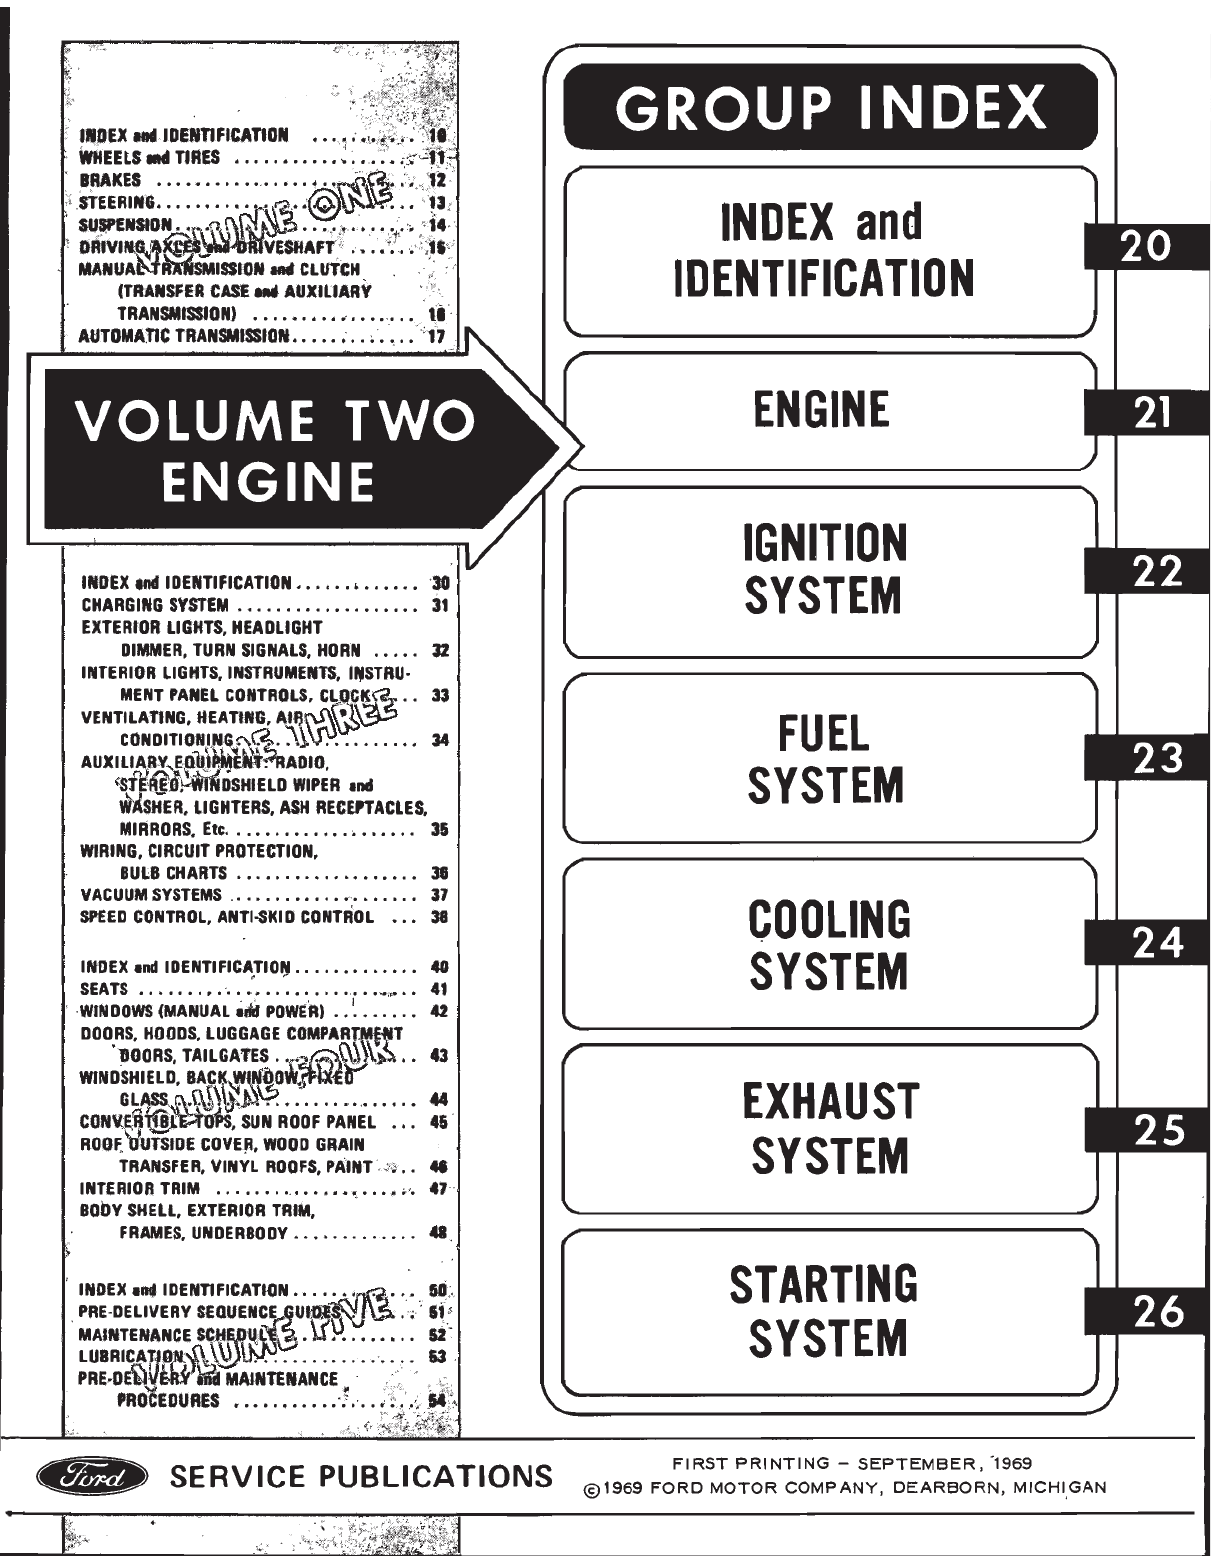 INDEX and IDENTIFICATION ........... 10
WHEELS and TIRES .................. 11
BRAKES .......................... 12
STEERING.......................... 13
SUSPENSION........................ 14
DRIVING AXLES and DRIVESHAFT ....... 15
MANUAL TRANSMISSION and CLUTCH
(TRANSFER CASE and AUXILIARY
TRANSMISSION) ................. 16
AUTOMATIC TRANSMISSION............. 17
VOLUME ONE
VOLUME TWO
ENGINE
INDEX and IDENTIFICATION............. 30
CHARGING SYSTEM ................... 31
EXTERIOR LIGHTS, HEADLIGHT
DIMMER, TURN SIGNALS, HORN ..... 32
INTERIOR LIGHTS, INSTRUMENTS, INSTRU-
MENT PANEL CONTROLS, CLOCK .... 33
VENTILATING, HEATING, AIR
CONDITIONING................... 34
AUXILIARY EQUIPMENT: RADIO,
STEREO, WINDSHIELD WIPER and
WASHER, LIGHTERS, ASH RECEPTACLES,
MIRRORS, Etc. ................... 35
WIRING, CIRCUIT PROTECTION,
BULB CHARTS ................... 36
VACUUM SYSTEMS .................... 37
SPEED CONTROL, ANTI-SKID CONTROL ... 38
VOLUME THREE
INDEX and IDENTIFICATION............. 40
SEATS ............................. 41
WINDOWS (MANUAL and POWER) ......... 42
DOORS, HOODS, LUGGAGE COMPARTMENT
DOORS, TAILGATES ............... 43
WINDSHIELD, BACK WINDOW, FIXED
GLASS.......................... 44
CONVERTIBLE TOPS, SUN ROOF PANEL ... 45
ROOF OUTSIDE COVER, WOOD GRAIN
TRANSFER, VINYL ROOFS, PAINT .... 46
INTERIOR TRIM ..................... 47
BODY SHELL, EXTERIOR TRIM,
FRAMES, UNDERBODY ............. 48
VOLUME FOUR
INDEX and IDENTIFICATION............. 50
PRE-DELIVERY SEQUENCE GUIDES ....... 51
MAINTENANCE SCHEDULE .............. 52
LUBRICATION........................ 53
PRE-DELIVERY and MAINTENANCE
PROCEDURES ................... 54
VOLUME FIVE
GROUP INDEX
INDEX and
IDENTIFICATION
20
ENGINE
21
IGNITION
SYSTEM
22
FUEL
SYSTEM
23
COOLING
SYSTEM
24
EXHAUST
SYSTEM
25
STARTING
SYSTEM
26
Ford SERVICE PUBLICATIONS
FIRST PRINTING – SEPTEMBER, 1969
©1969 FORD MOTOR COMPANY, DEARBORN, MICHIGAN